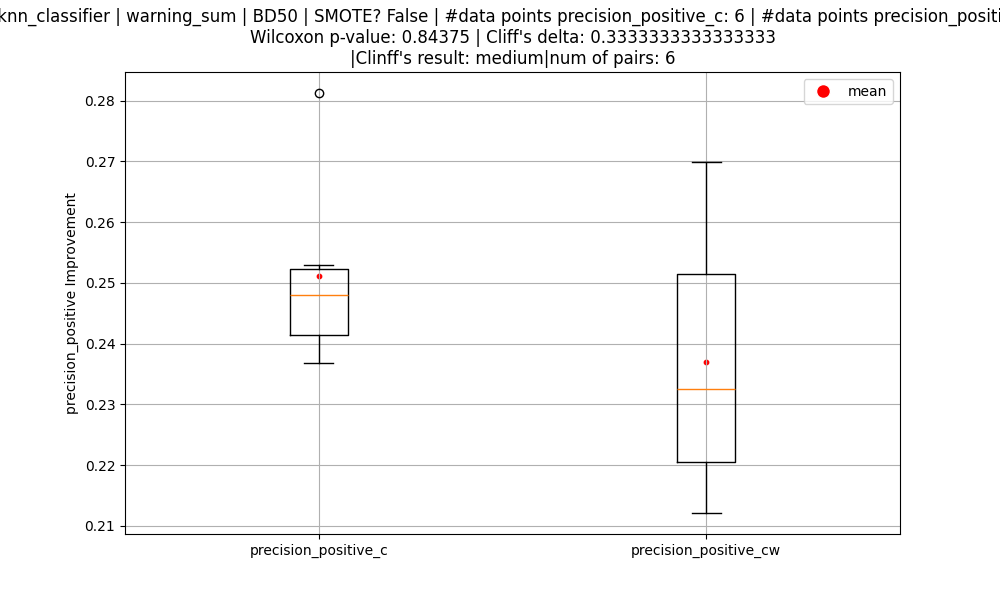 knn_classifier | warning_sum | BD50 | SMOTE? False | #data points precision_positive_c: 6 | #data points
Wilcoxon p-value: 0.84375 | Cliff's delta: 0.3333333333333333
|Clinff's result: medium|num of pairs: 6
mean
0.28
0.27
0.26
0.25
0.24
0.23
0.22
0.21
precision_positive Improvement
precision_positive_c
precision_positive_cw